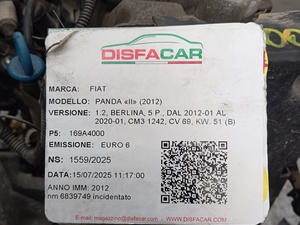 DISFACAR
MARCA: FIAT
MODELLO: PANDA «II» (2012)
VERSIONE: 1.2, BERLINA, 5 P., DAL 2012-01 AL
2020-01, CM3 1242, CV 69, KW. 51 (B)
P5: 169A4000
EMISSIONE: EURO 6
NS: 1559/2025
DATA:15/07/2025 11:17:00
ANNO IMM: 2012
nm 6839749 incidentato
E-mail: magazzino@disfacar.com www.disfacar.com